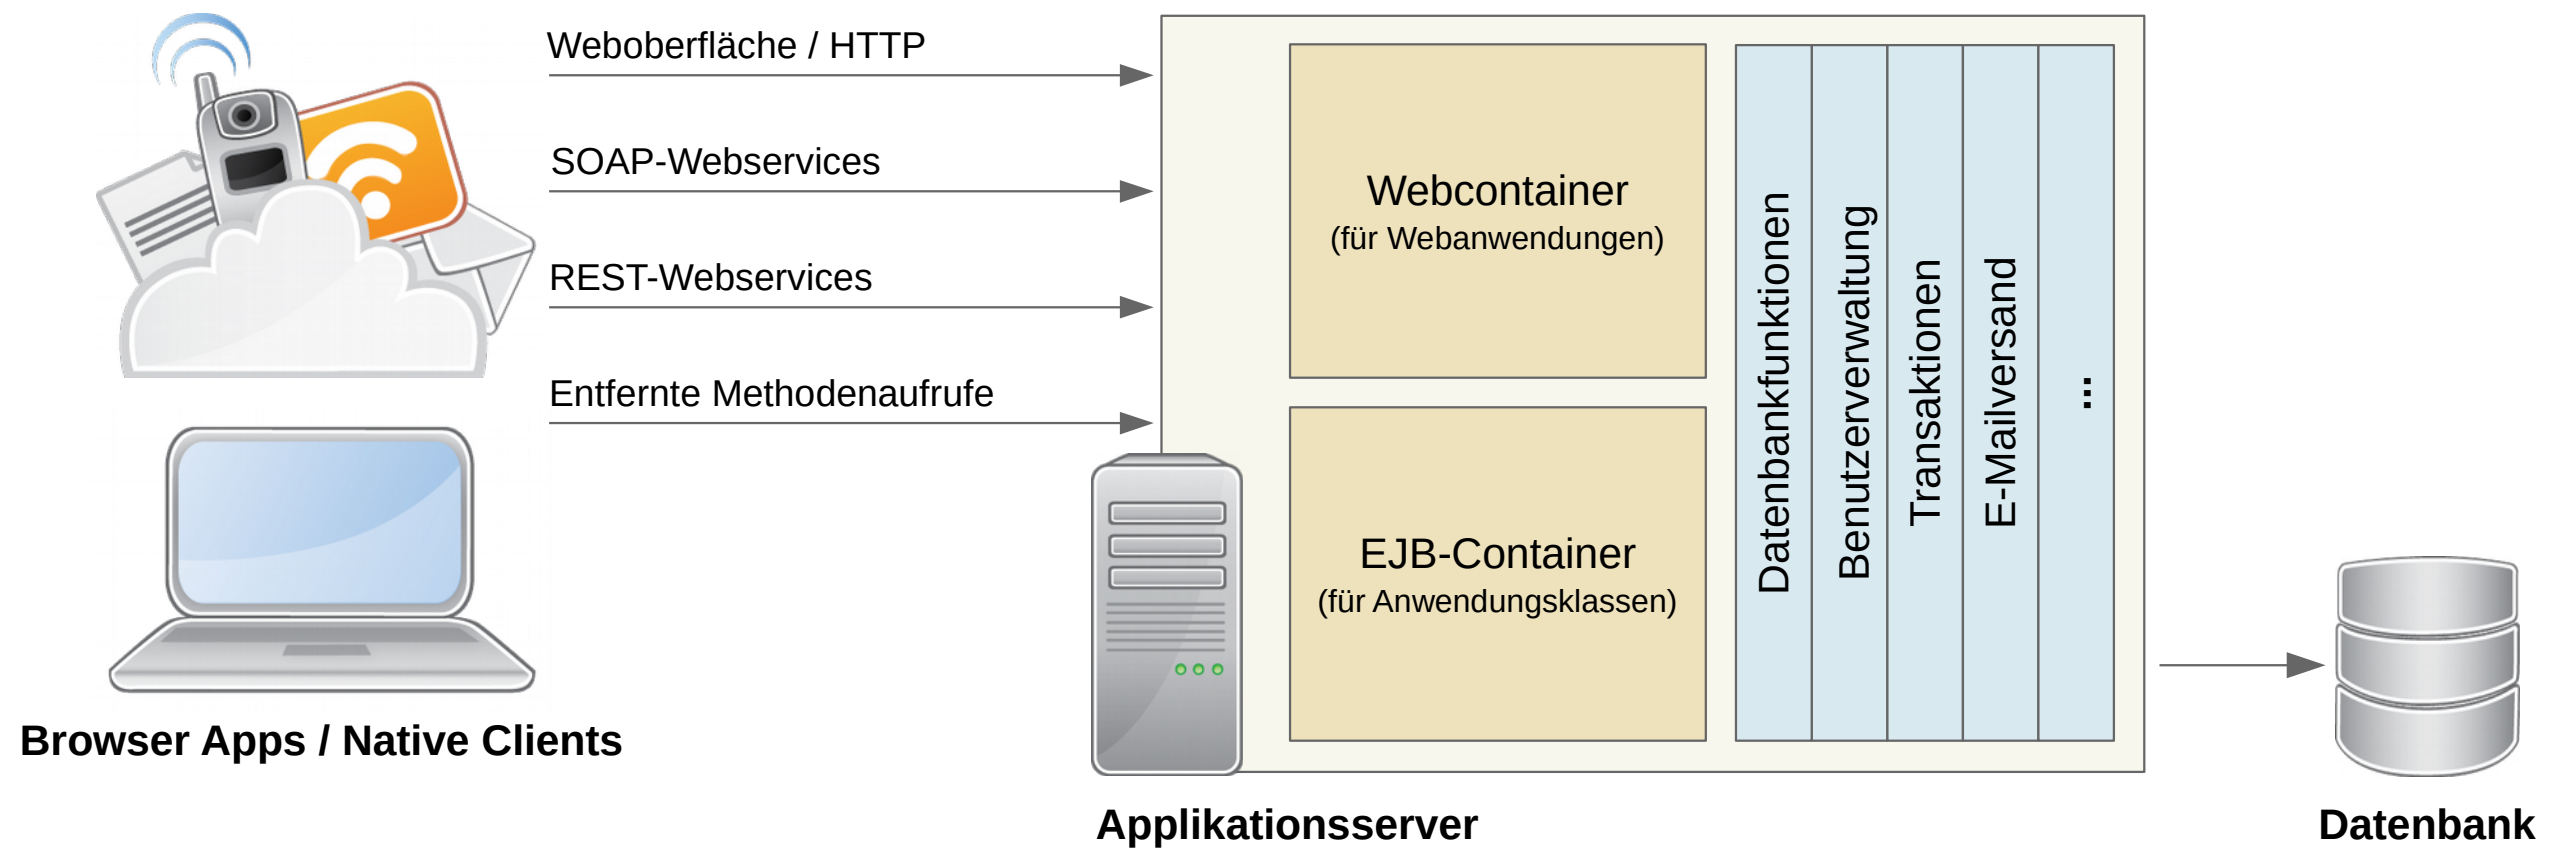 Weboberfläche / HTTP
SOAP-Webservices
REST-Webservices
Entfernte Methodenaufrufe
Browser Apps / Native Clients
Webcontainer
(für Webanwendungen)
EJB-Container
(für Anwendungsklassen)
Datenbankfunktionen
Benutzerverwaltung
Transaktionen
E-Mailversand
...
Applikationsserver
Datenbank